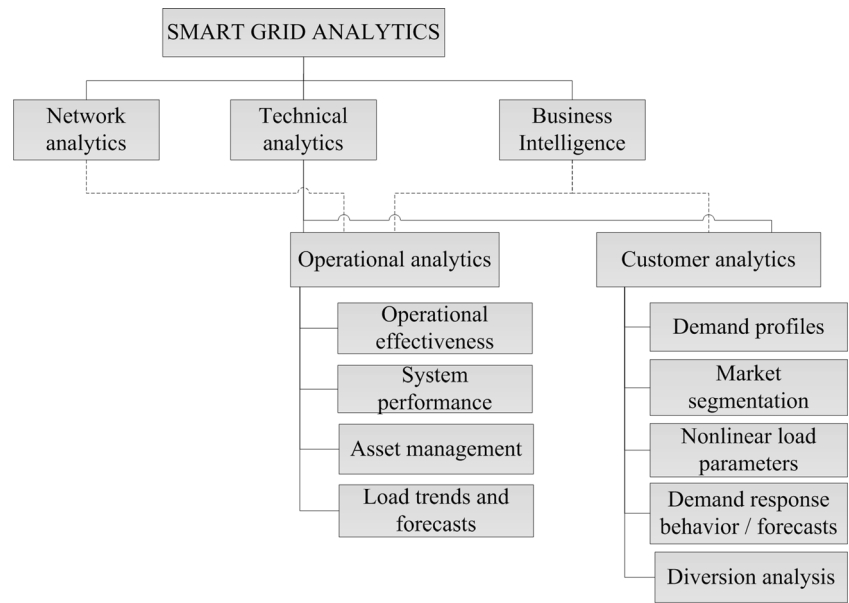 SMART GRID ANALYTICS
Network
analytics
Technical
analytics
Business
Intelligence
Operational analytics
Operational
effectiveness
System
performance
Asset management
Load trends and
forecasts
Customer analytics
Demand profiles
Market
segmentation
Nonlinear load
parameters
Demand response
behavior / forecasts
Diversion analysis